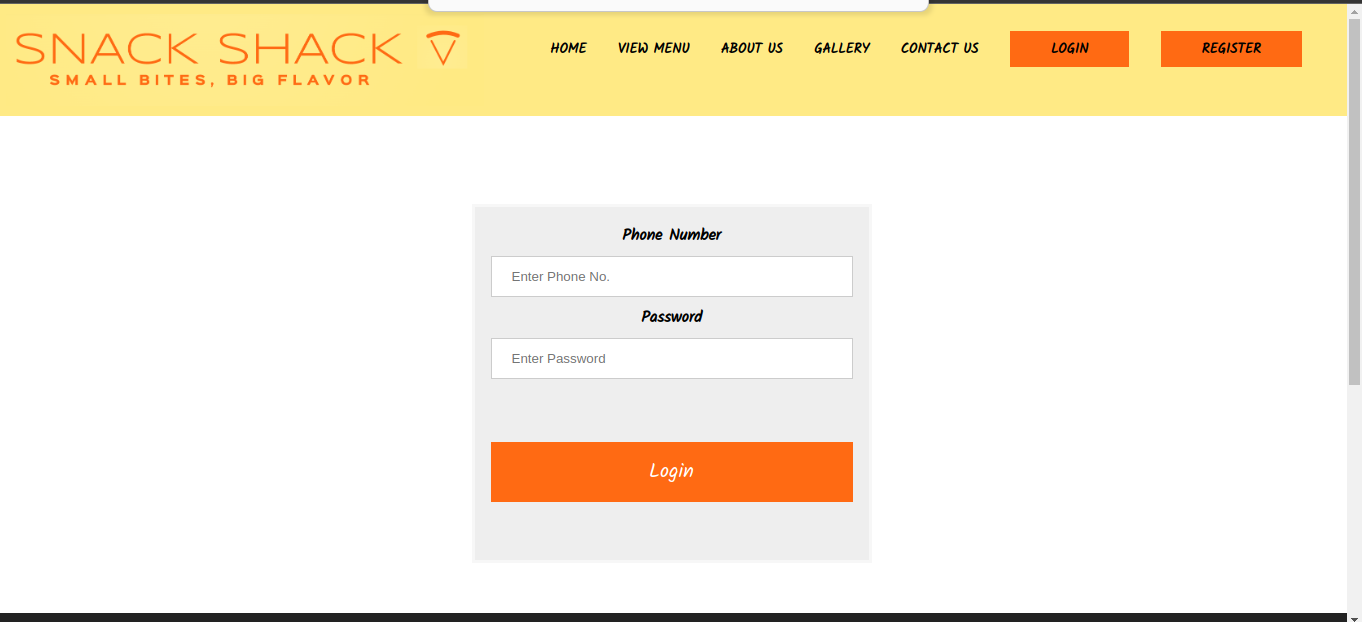 SNACK SHACK
SMALL BITES, BIG FLAVOR
HOME VIEW MENU ABOUT US GALLERY CONTACT US LOGIN REGISTER
Phone Number
Enter Phone No.
Password
Enter Password
Login